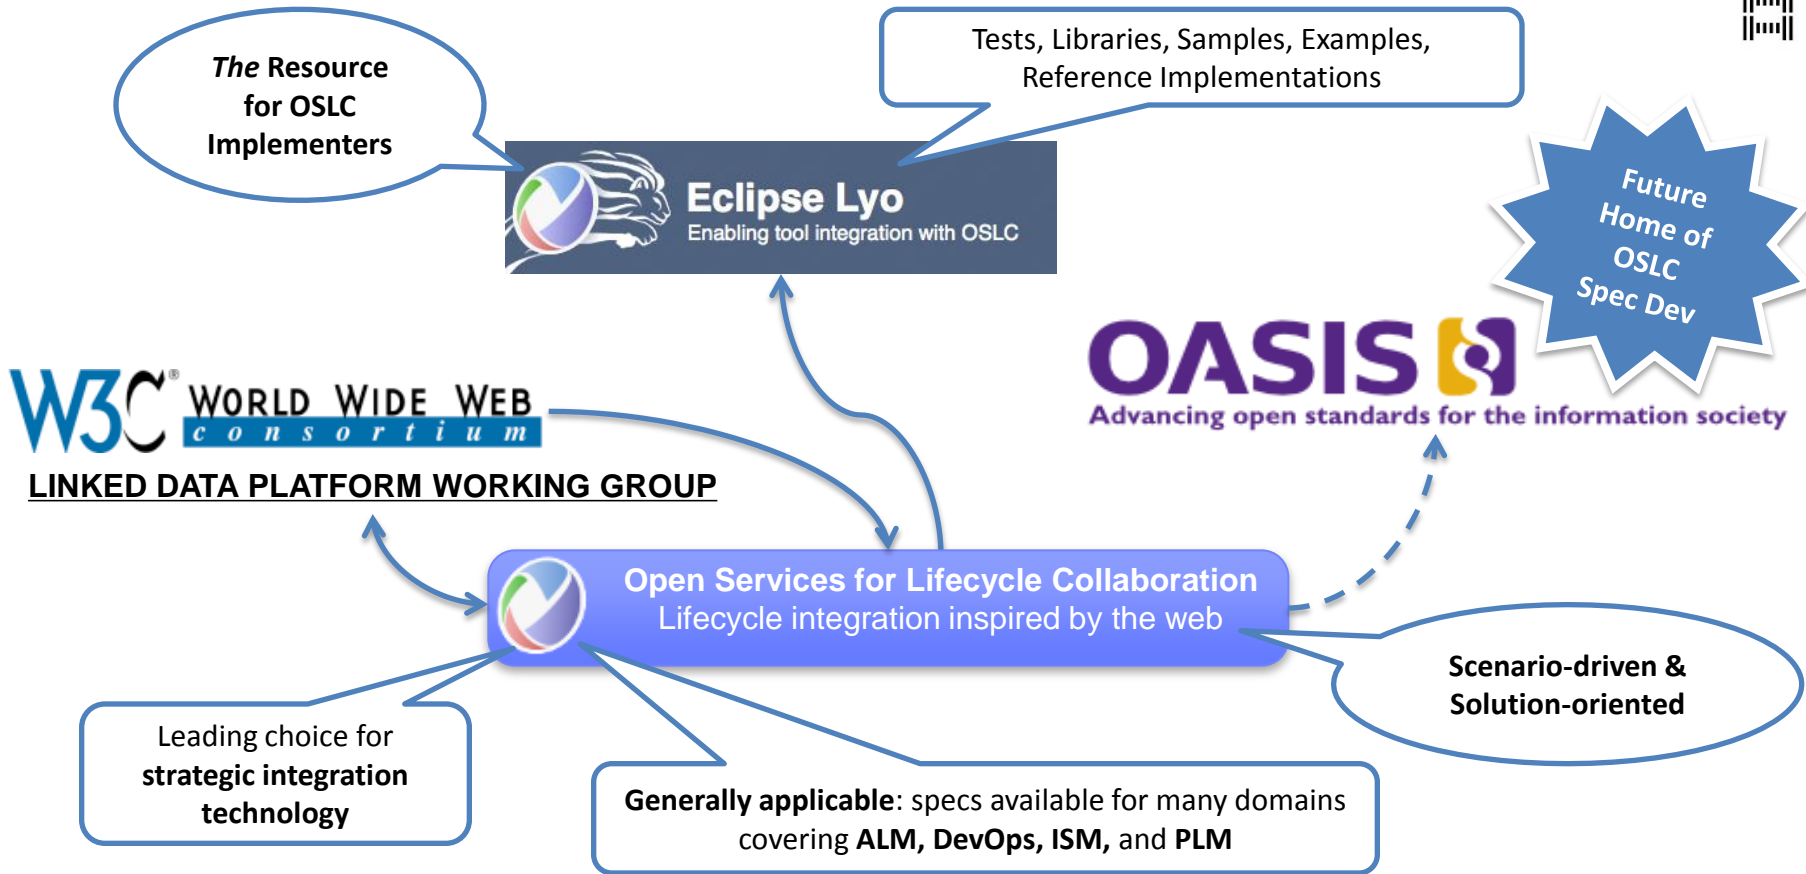 The Resource
for OSLC
Implementers
Tests, Libraries, Samples, Examples,
Reference Implementations
Eclipse Lyo
Enabling tool integration with OSLC
Future
Home of
OSLC
Spec Dev
OASIS
Advancing open standards for the information society
W3C® WORLD WIDE WEB
consortium
LINKED DATA PLATFORM WORKING GROUP
Open Services for Lifecycle Collaboration
Lifecycle integration inspired by the web
Scenario-driven &
Solution-oriented
Leading choice for
strategic integration
technology
Generally applicable: specs available for many domains
covering ALM, DevOps, ISM, and PLM